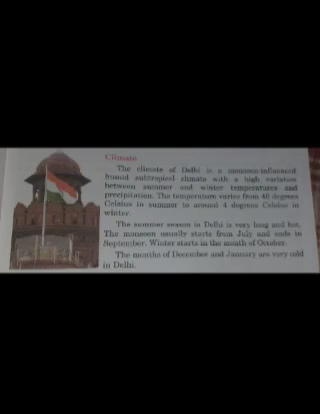 Climate
The climate of Delhi is a monsoon-influenced
humid subtropical climate with a high variation
between summer and winter temperatures and
precipitation. The temperature varies from 40 degrees
Celsius in summer to around 4 degrees Celsius in
winter.
The summer season in Delhi is very long and hot.
The monsoon usually starts from July and ends in
September. Winter starts in the month of October.
The months of December and January are very cold
in Delhi.